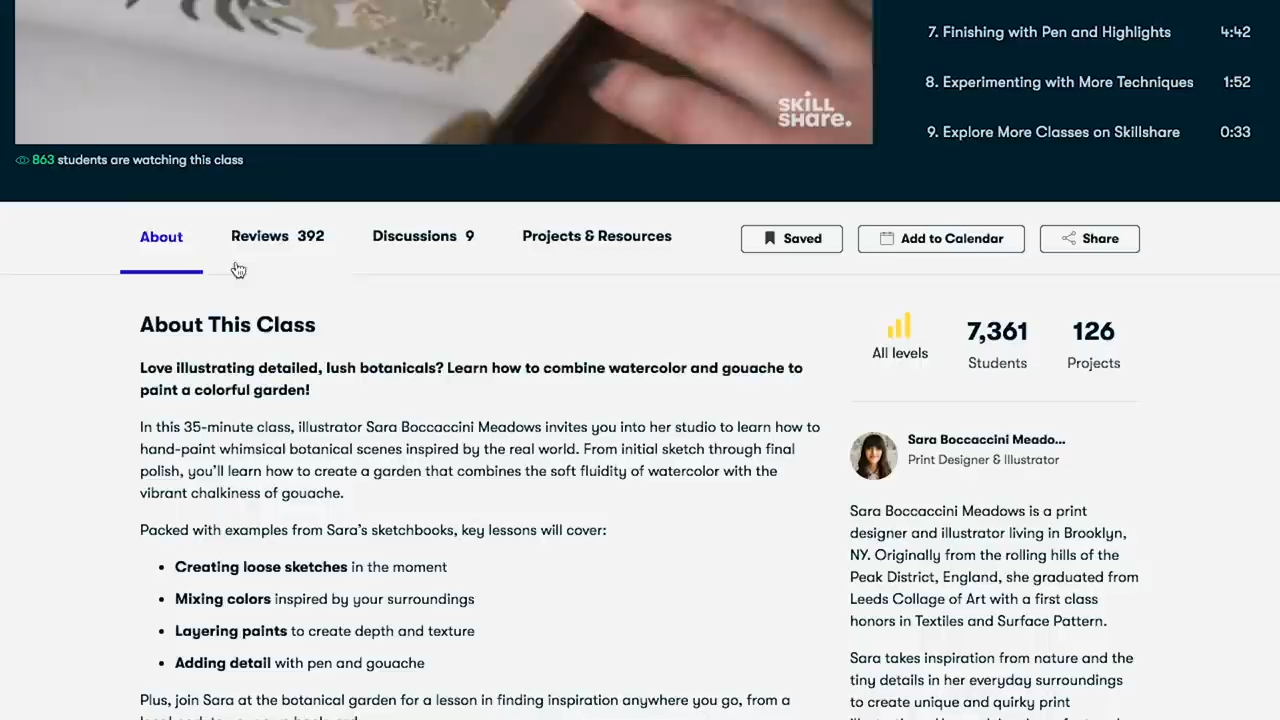 7. Finishing with Pen and Highlights 4:42
8. Experimenting with More Techniques 1:52
9. Explore More Classes on Skillshare 0:33
SKILL
SHARE.
863 students are watching this class
About
Reviews 392
Discussions 9
Projects & Resources
Saved
Add to Calendar
Share
About This Class
Love illustrating detailed, lush botanicals? Learn how to combine watercolor and gouache to
paint a colorful garden!
In this 35-minute class, illustrator Sara Boccaccini Meadows invites you into her studio to learn how to
hand-paint whimsical botanical scenes inspired by the real world. From initial sketch through final
polish, you'll learn how to create a garden that combines the soft fluidity of watercolor with the
vibrant chalkiness of gouache.
Packed with examples from Sara's sketchbooks, key lessons will cover:
• Creating loose sketches in the moment
• Mixing colors inspired by your surroundings
• Layering paints to create depth and texture
• Adding detail with pen and gouache
Plus, join Sara at the botanical garden for a lesson in finding inspiration anywhere you go, from a
All levels
7,361
Students
126
Projects
Sara Boccaccini Meado...
Print Designer & Illustrator
Sara Boccaccini Meadows is a print
designer and illustrator living in Brooklyn,
NY. Originally from the rolling hills of the
Peak District, England, she graduated from
Leeds Collage of Art with a first class
honors in Textiles and Surface Pattern.
Sara takes inspiration from nature and the
tiny details in her everyday surroundings
to create unique and quirky print